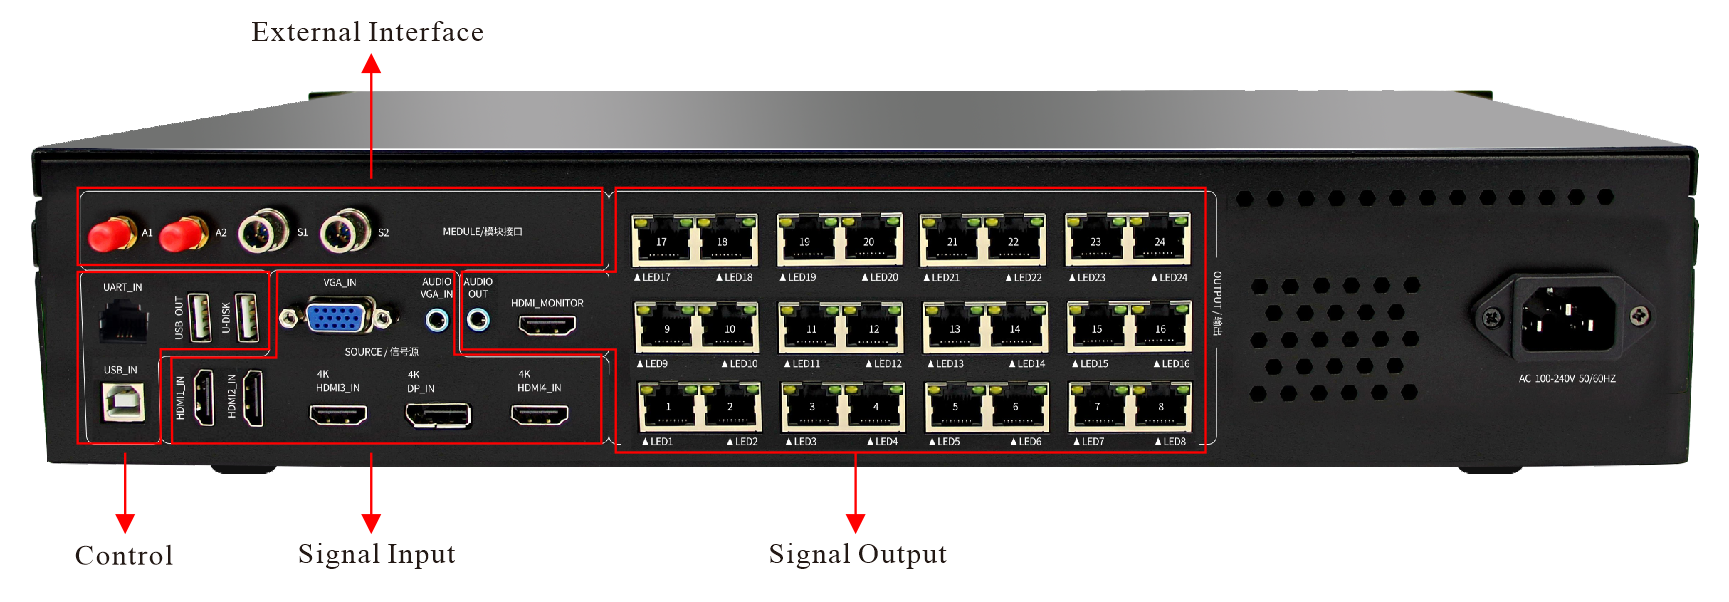 External Interface
A1 A2 S1 S2 MEDULE/模块接口
17 18 19 20 21 22 23 24
▲LED17 ▲LED18 ▲LED19 ▲LED20 ▲LED21 ▲LED22 ▲LED23 ▲LED24
UART_IN
USB_OUT
U-DISK
VGA_IN
AUDIO
VGA_IN
AUDIO
OUT
HDMI_MONITOR
SOURCE / 信号源
9 10 11 12 13 14 15 16
▲LED9 ▲LED10 ▲LED11 ▲LED12 ▲LED13 ▲LED14 ▲LED15 ▲LED16
OUTPUT / 输出
USB_IN
HDMI1_IN
HDMI2_IN
4K
HDMI3_IN
4K
DP_IN
4K
HDMI4_IN
1 2 3 4 5 6 7 8
▲LED1 ▲LED2 ▲LED3 ▲LED4 ▲LED5 ▲LED6 ▲LED7 ▲LED8
AC 100-240V 50/60HZ
Control
Signal Input
Signal Output